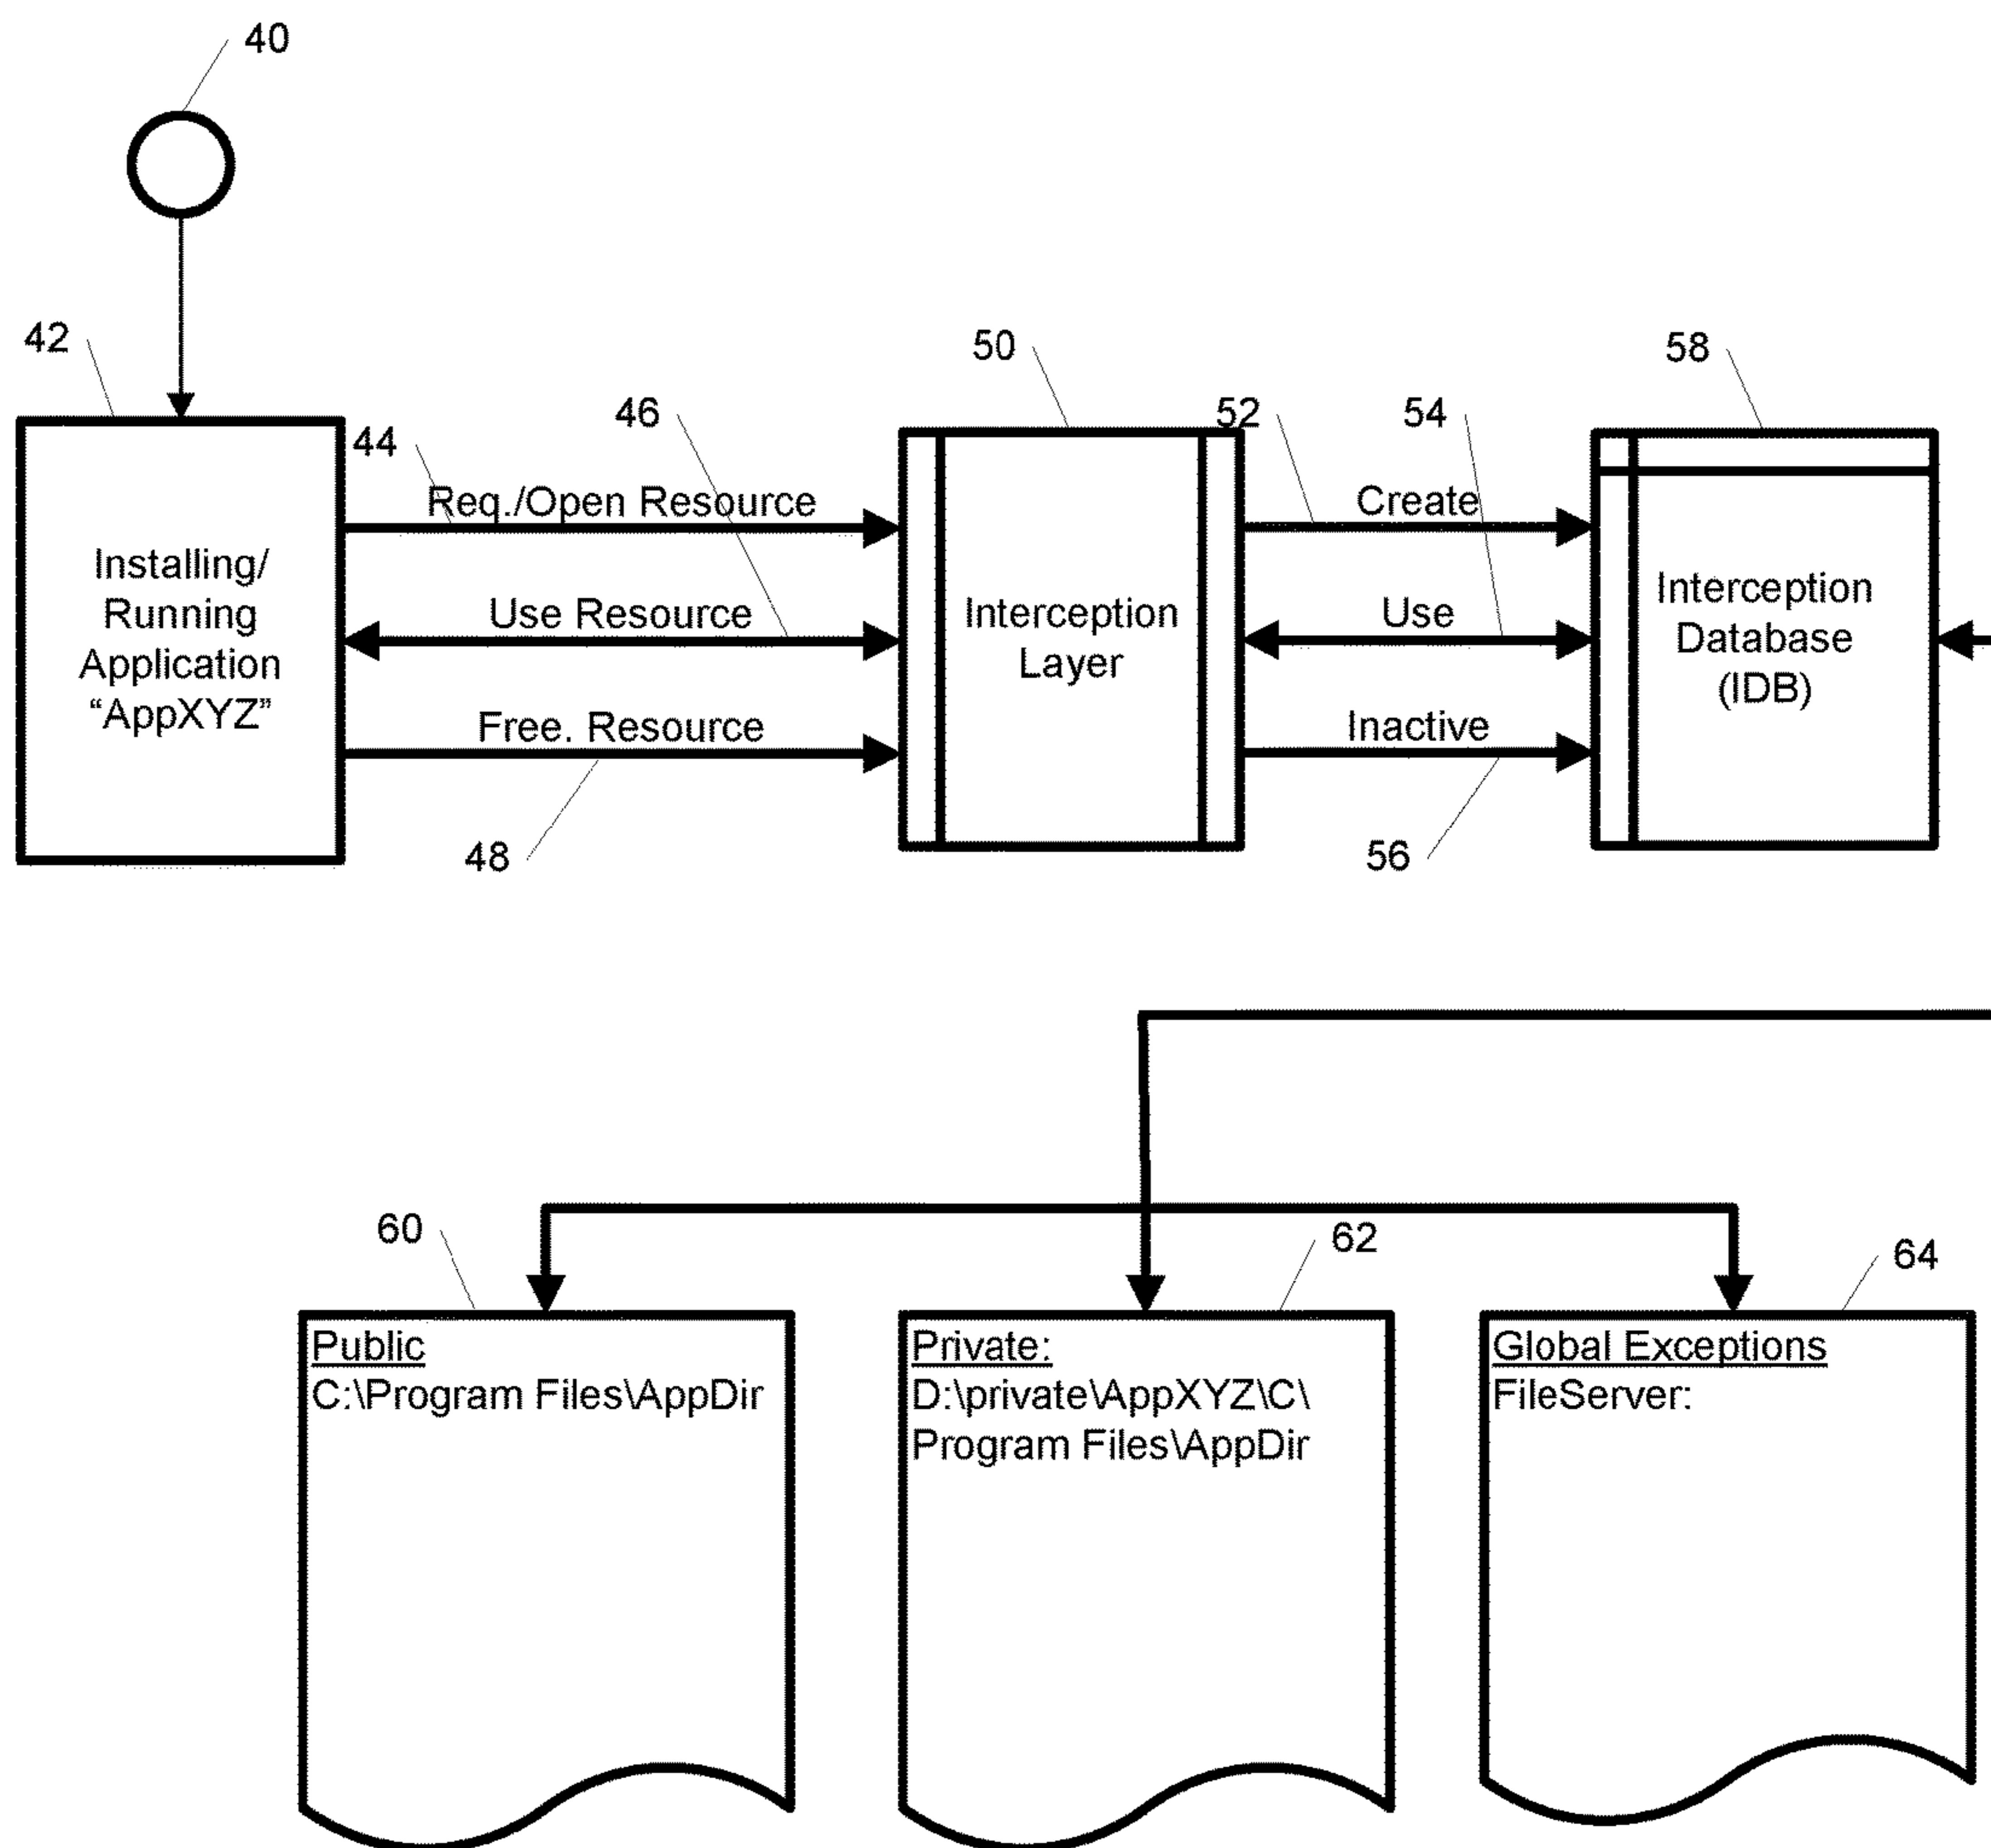 40
42
50
58
44
46
52
54
Req./Open Resource
Create
Installing/
Running
Application
“AppXYZ”
Use Resource
Interception
Layer
Use
Interception
Database
(IDB)
Free. Resource
Inactive
48
56
60
62
64
Public
C:\Program Files\AppDir
Private:
D:\private\AppXYZ\C\
Program Files\AppDir
Global Exceptions
FileServer: